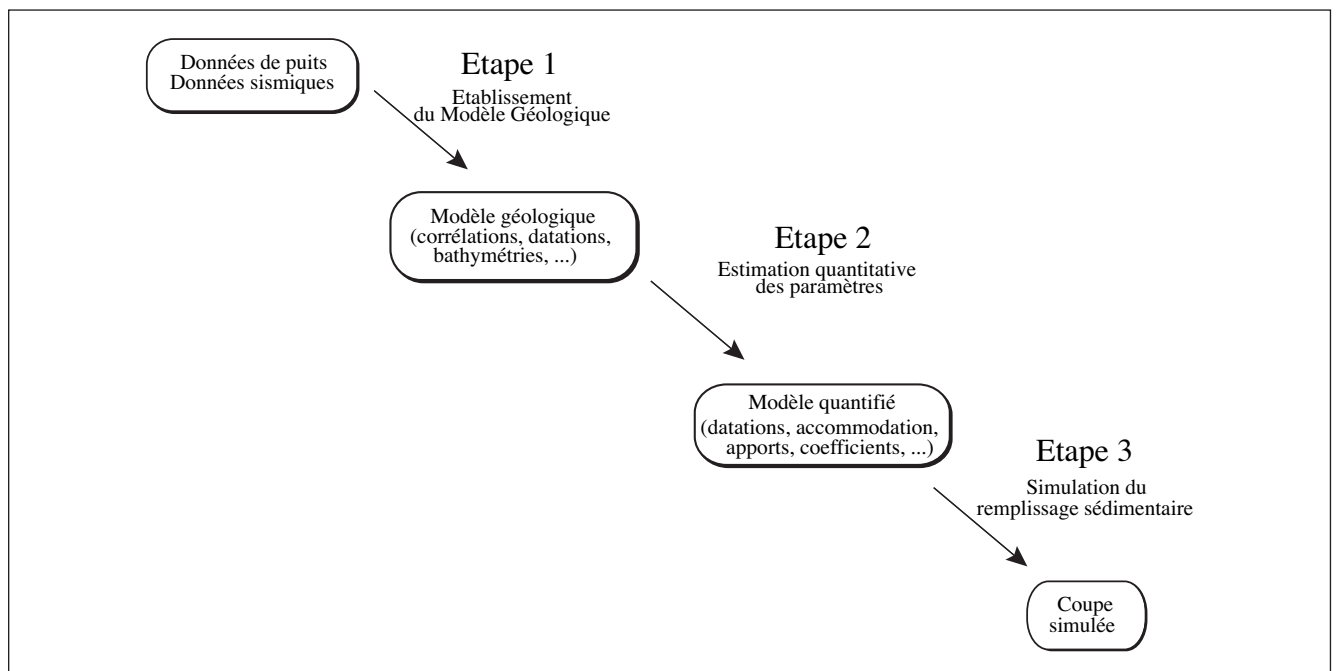 Données de puits
Données sismiques
Etape 1
Etablissement
du Modèle Géologique
Modèle géologique
(corrélations, datations,
bathymétries, ...)
Etape 2
Estimation quantitative
des paramètres
Modèle quantifié
(datations, accommodation,
apports, coefficients, ...)
Etape 3
Simulation du
remplissage sédimentaire
Coupe
simulée